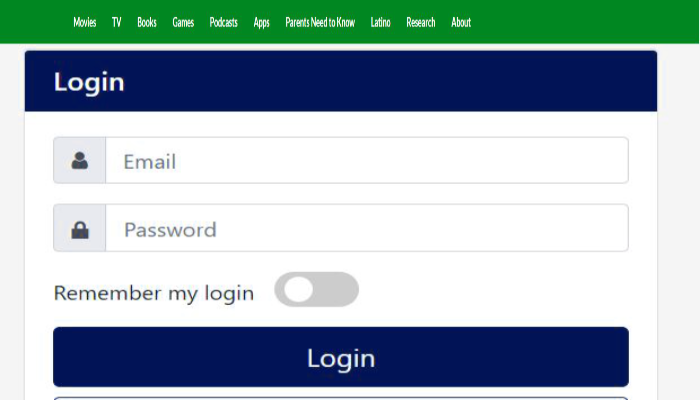 Movies TV Books Games Podcasts Apps Parents Need to Know Latino Research About
Login
Email
Password
Remember my login
Login